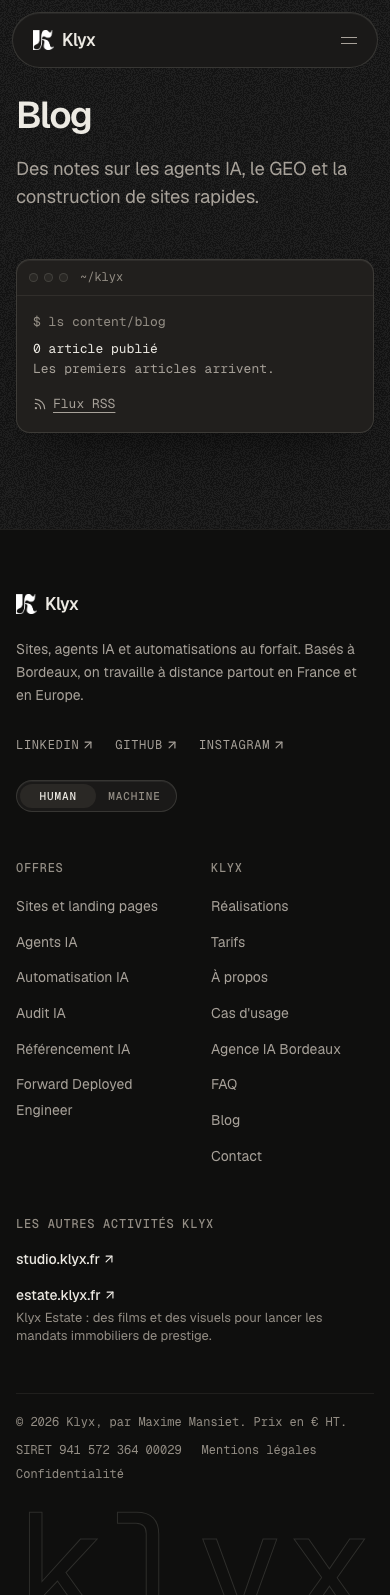 Klyx
Blog
Des notes sur les agents IA, le GEO et la
construction de sites rapides.
~/klyx
$ ls content/blog
0 article publié
Les premiers articles arrivent.
Flux RSS
Klyx
Sites, agents IA et automatisations au forfait. Basés à
Bordeaux, on travaille à distance partout en France et
en Europe.
LINKEDIN GITHUB INSTAGRAM
HUMAN MACHINE
OFFRES
Sites et landing pages
Agents IA
Automatisation IA
Audit IA
Référencement IA
Forward Deployed
Engineer
KLYX
Réalisations
Tarifs
À propos
Cas d'usage
Agence IA Bordeaux
FAQ
Blog
Contact
LES AUTRES ACTIVITÉS KLYX
studio.klyx.fr
estate.klyx.fr
Klyx Estate : des films et des visuels pour lancer les
mandats immobiliers de prestige.
© 2026 Klyx, par Maxime Mansiet. Prix en € HT.
SIRET 941 572 364 00029 Mentions légales
Confidentialité
klyx